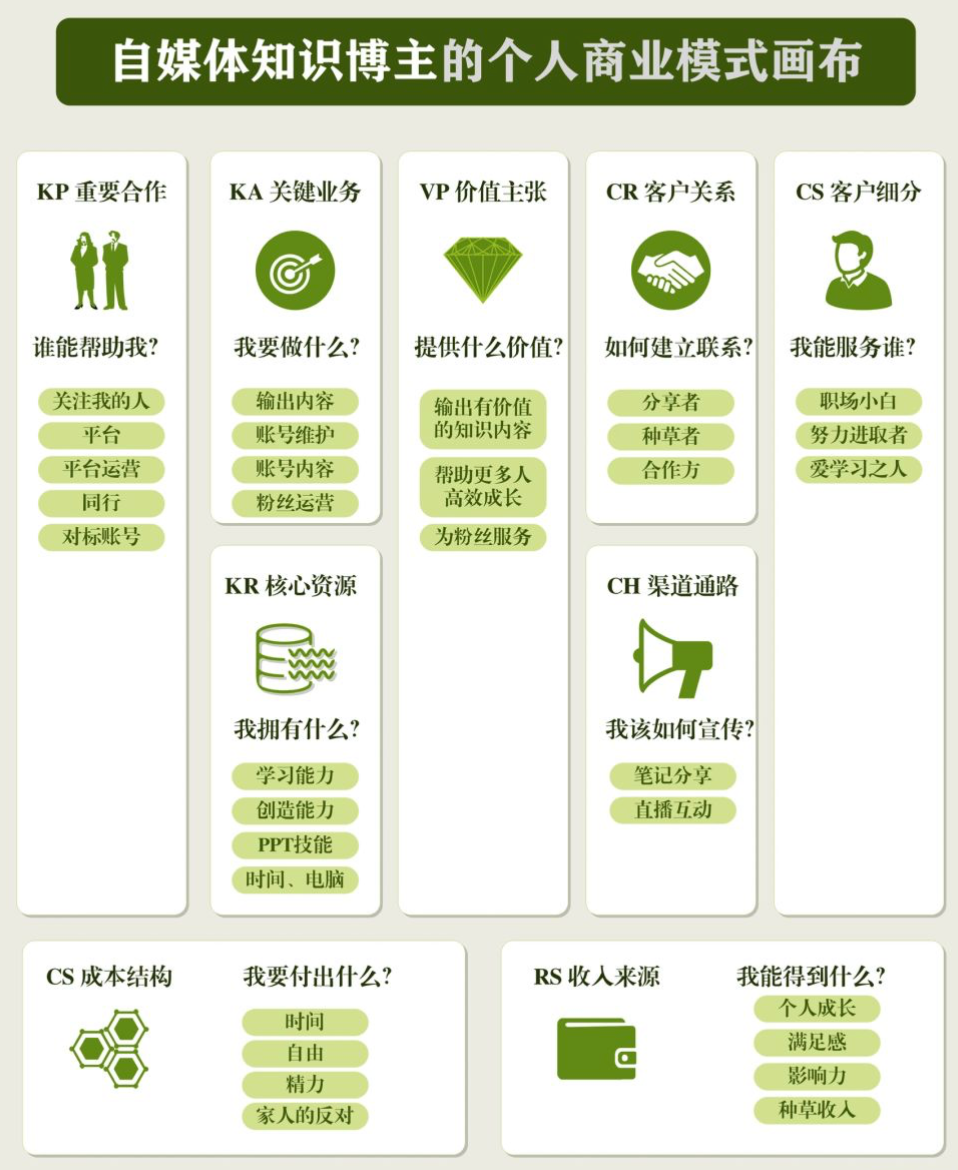 自媒体知识博主的个人商业模式画布
KP 重要合作
谁能帮助我?
关注我的人
平台
平台运营
同行
对标账号
KA 关键业务
我要做什么?
输出内容
账号维护
账号内容
粉丝运营
KR 核心资源
我拥有什么?
学习能力
创造能力
PPT技能
时间、电脑
VP 价值主张
提供什么价值?
输出有价值
的知识内容
帮助更多人
高效成长
为粉丝服务
CR 客户关系
如何建立联系?
分享者
种草者
合作方
CH 渠道通路
我该如何宣传?
笔记分享
直播互动
CS 客户细分
我能服务谁?
职场小白
努力进取者
爱学习之人
CS 成本结构
我要付出什么?
时间
自由
精力
家人的反对
RS 收入来源
我能得到什么?
个人成长
满足感
影响力
种草收入